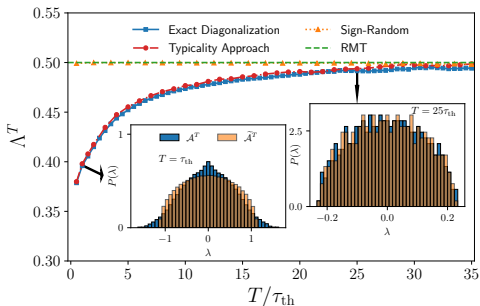 Exact Diagonalization
Sign-Random
Typicality Approach
RMT
0.55
0.50
0.45
0.40
0.35
0.30
Λ^T
0 5 10 15 20 25 30 35
T/τ_th
1
0
P(λ)
𝒜^T 𝒜̃^T
T = τ_th
−1 0 1
λ
2.5
0.0
P(λ)
T = 25τ_th
−0.2 0.0 0.2
λ